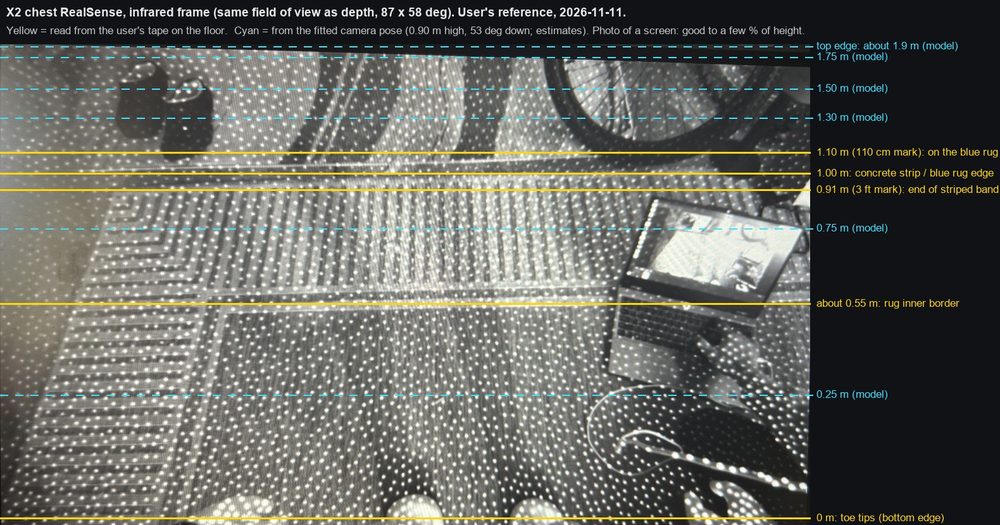 X2 chest RealSense, infrared frame (same field of view as depth, 87 x 58 deg). User's reference, 2026-11-11.
Yellow = read from the user's tape on the floor. Cyan = from the fitted camera pose (0.90 m high, 53 deg down; estimates). Photo of a screen: good to a few % of height.
top edge: about 1.9 m (model)
1.75 m (model)
1.50 m (model)
1.30 m (model)
1.10 m (110 cm mark): on the blue rug
1.00 m: concrete strip / blue rug edge
0.91 m (3 ft mark): end of striped band
0.75 m (model)
about 0.55 m: rug inner border
0.25 m (model)
0 m: toe tips (bottom edge)